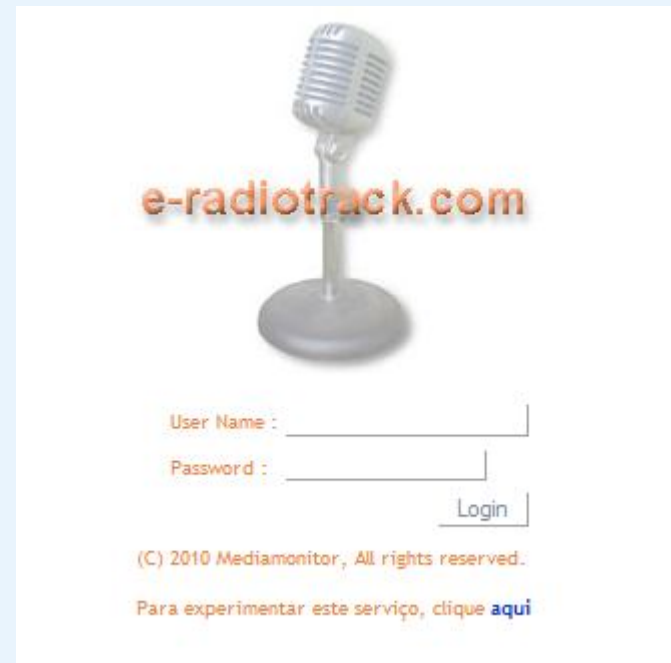 e-radiotrack.com
User Name :
Password :
Login
(C) 2010 Mediamonitor, All rights reserved.
Para experimentar este serviço, clique aqui